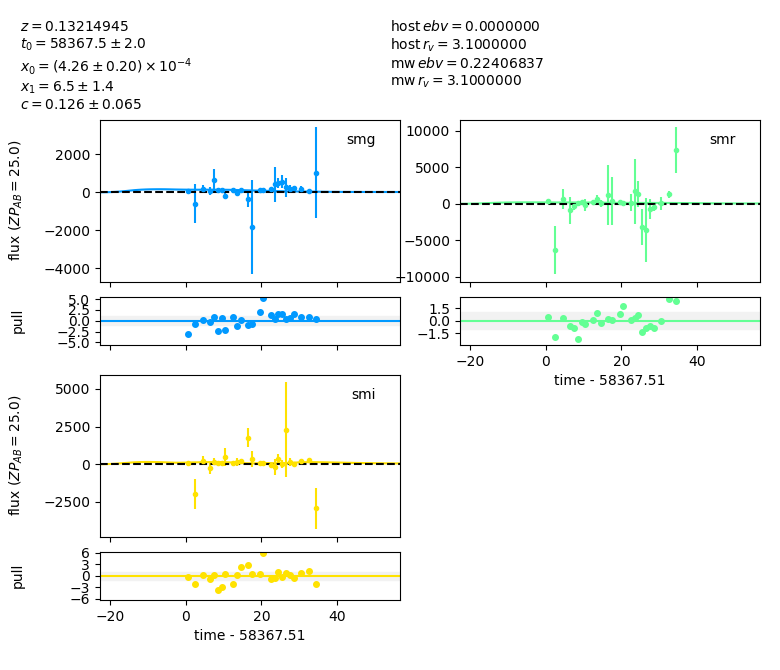 z = 0.13214945
t₀ = 58367.5 ± 2.0
x₀ = (4.26 ± 0.20) × 10⁻⁴
x₁ = 6.5 ± 1.4
c = 0.126 ± 0.065
host ebv = 0.0000000
host r_v = 3.1000000
mw ebv = 0.22406837
mw r_v = 3.1000000
flux (ZP_AB = 25.0)
2000
0
−2000
−4000
smg
10000
5000
0
−5000
−10000
smr
pull
5.0
2.5
0.0
−2.5
−5.0
1.5
0.0
−1.5
−20 0 20 40
time - 58367.51
flux (ZP_AB = 25.0)
5000
2500
0
−2500
smi
pull
6
3
0
−3
−6
−20 0 20 40
time - 58367.51